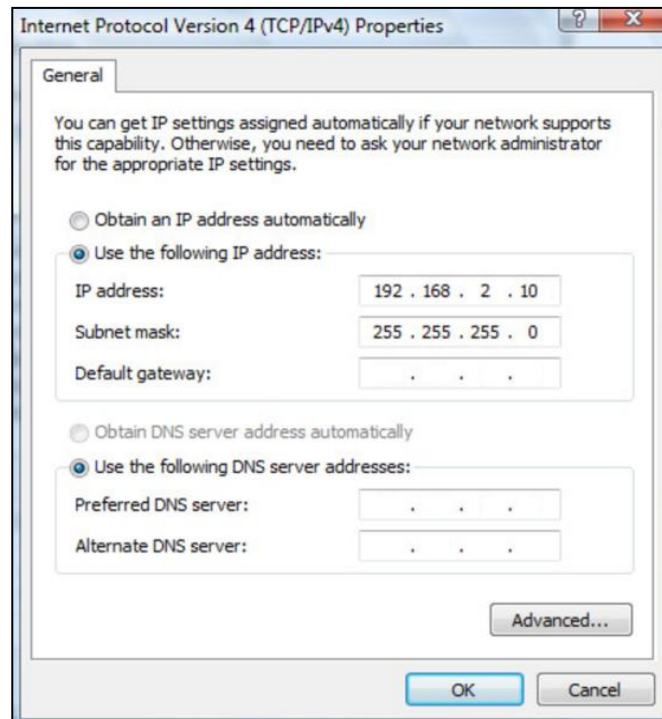 Internet Protocol Version 4 (TCP/IPv4) Properties
?
X
General
You can get IP settings assigned automatically if your network supports
this capability. Otherwise, you need to ask your network administrator
for the appropriate IP settings.
Obtain an IP address automatically
Use the following IP address:
IP address: 192 . 168 . 2 . 10
Subnet mask: 255 . 255 . 255 . 0
Default gateway: . . .
Obtain DNS server address automatically
Use the following DNS server addresses:
Preferred DNS server: . . .
Alternate DNS server: . . .
Advanced...
OK Cancel